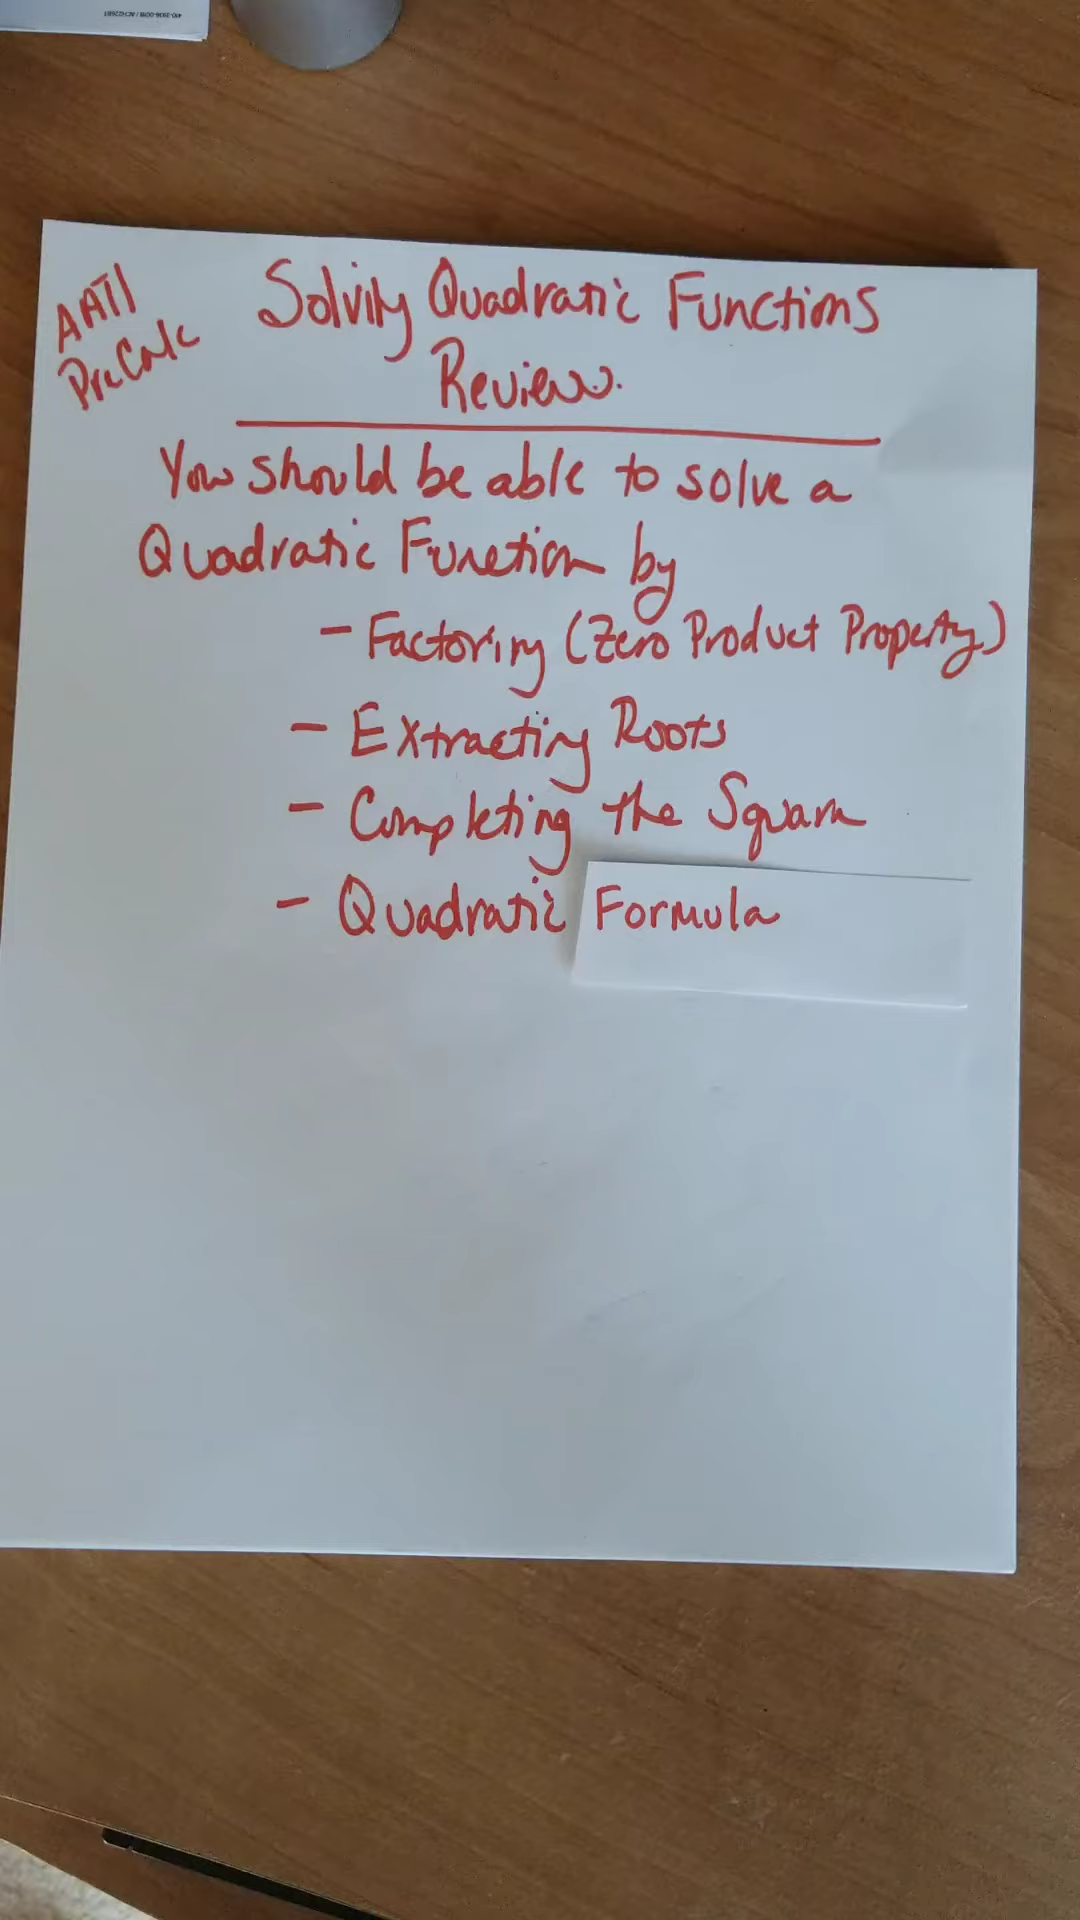 AATI
PreCalc
Solving Quadratic Functions
Review.
You should be able to solve a
Quadratic Function by
- Factoring (Zero Product Property)
- Extracting Roots
- Completing the Square
- Quadratic Formula